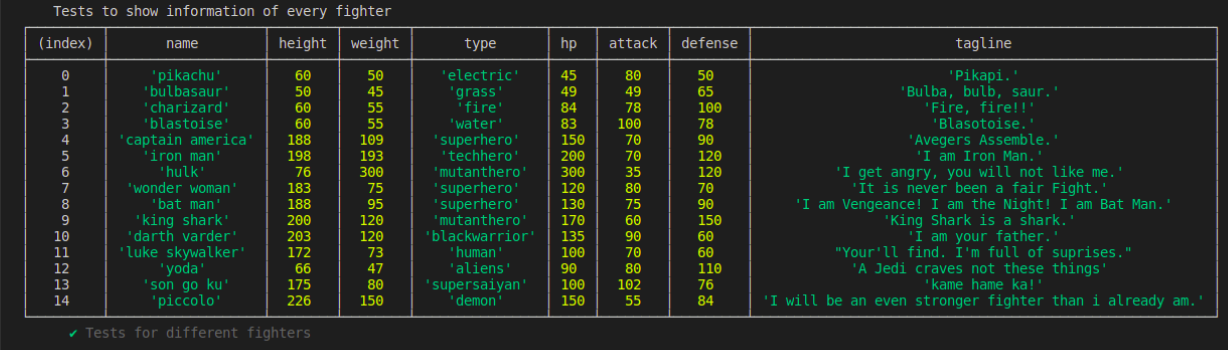 Tests to show information of every fighter
(index) name height weight type hp attack defense tagline
0 'pikachu' 60 50 'electric' 45 80 50 'Pikapi.'
1 'bulbasaur' 50 45 'grass' 49 49 65 'Bulba, bulb, saur.'
2 'charizard' 60 55 'fire' 84 78 100 'Fire, fire!!'
3 'blastoise' 60 55 'water' 83 100 78 'Blasotoise.'
4 'captain america' 188 109 'superhero' 150 70 90 'Avegers Assemble.'
5 'iron man' 198 193 'techhero' 200 70 120 'I am Iron Man.'
6 'hulk' 76 300 'mutanthero' 300 35 120 'I get angry, you will not like me.'
7 'wonder woman' 183 75 'superhero' 120 80 70 'It is never been a fair Fight.'
8 'bat man' 188 95 'superhero' 130 75 90 'I am Vengeance! I am the Night! I am Bat Man.'
9 'king shark' 200 120 'mutanthero' 170 60 150 'King Shark is a shark.'
10 'darth varder' 203 120 'blackwarrior' 135 90 60 'I am your father.'
11 'luke skywalker' 172 73 'human' 100 70 60 "Your'll find. I'm full of suprises."
12 'yoda' 66 47 'aliens' 90 80 110 'A Jedi craves not these things'
13 'son go ku' 175 80 'supersaiyan' 100 102 76 'kame hame ka!'
14 'piccolo' 226 150 'demon' 150 55 84 'I will be an even stronger fighter than i already am.'
✔ Tests for different fighters